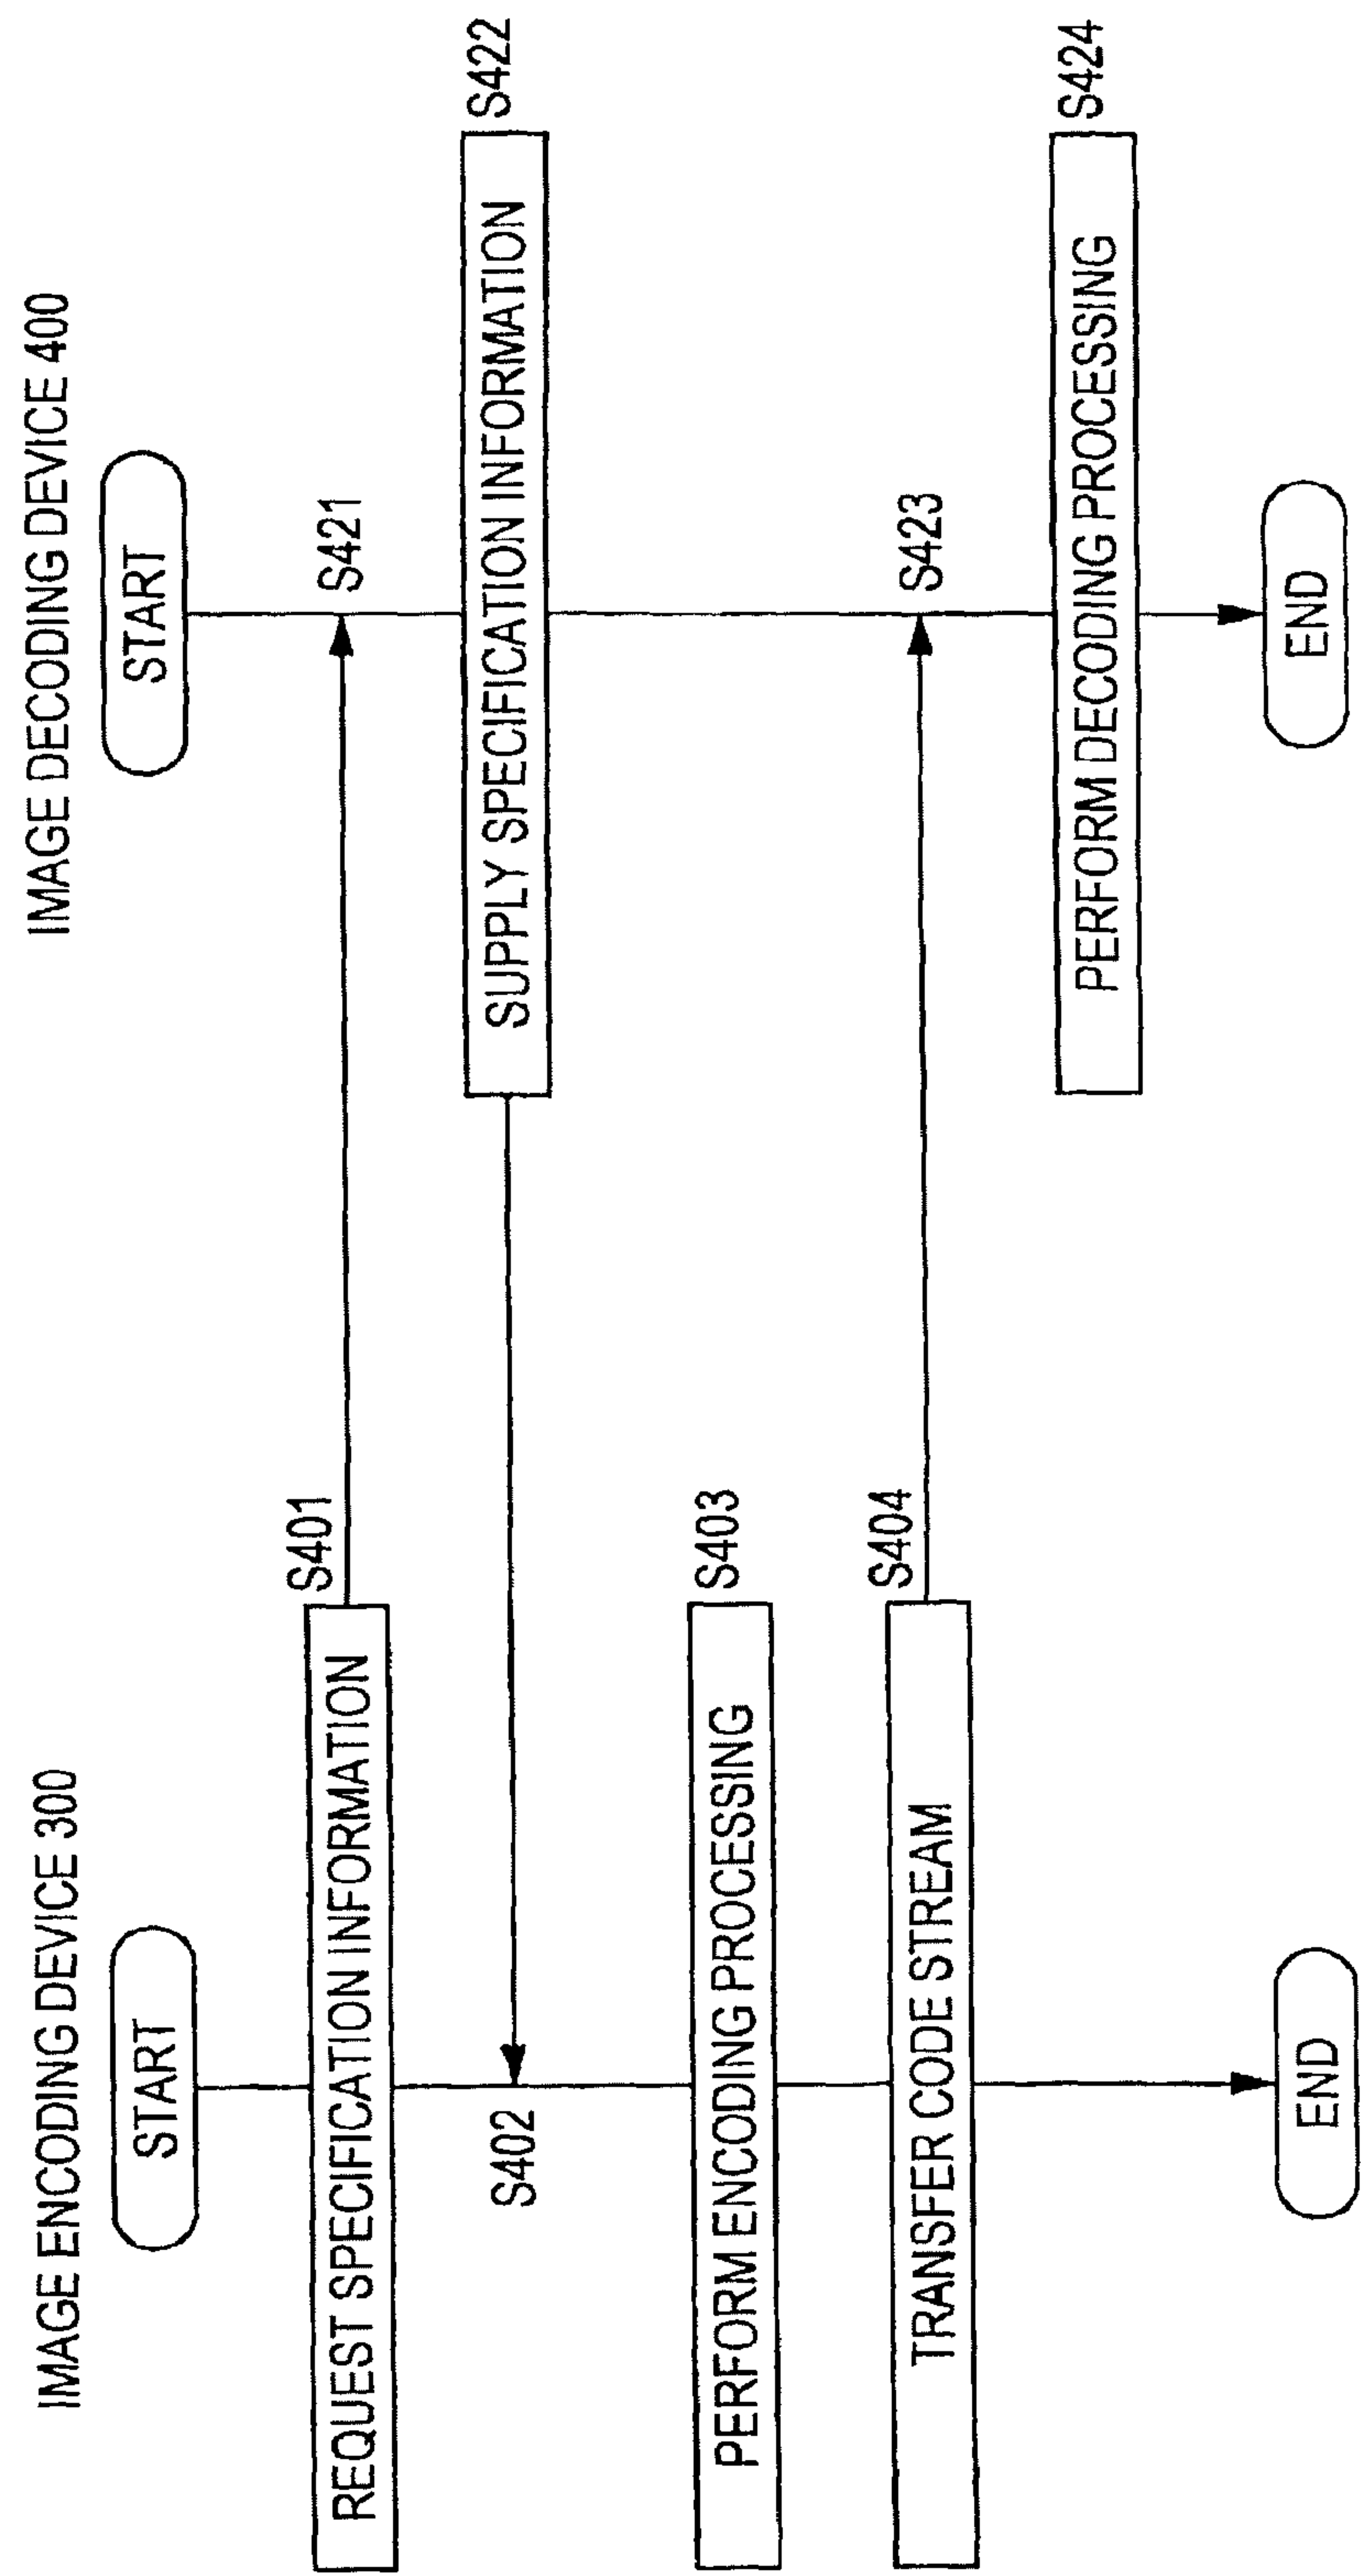 IMAGE ENCODING DEVICE 300
START
REQUEST SPECIFICATION INFORMATION
S401
S402
PERFORM ENCODING PROCESSING
S403
TRANSFER CODE STREAM
S404
END
IMAGE DECODING DEVICE 400
START
S421
SUPPLY SPECIFICATION INFORMATION
S422
S423
PERFORM DECODING PROCESSING
S424
END